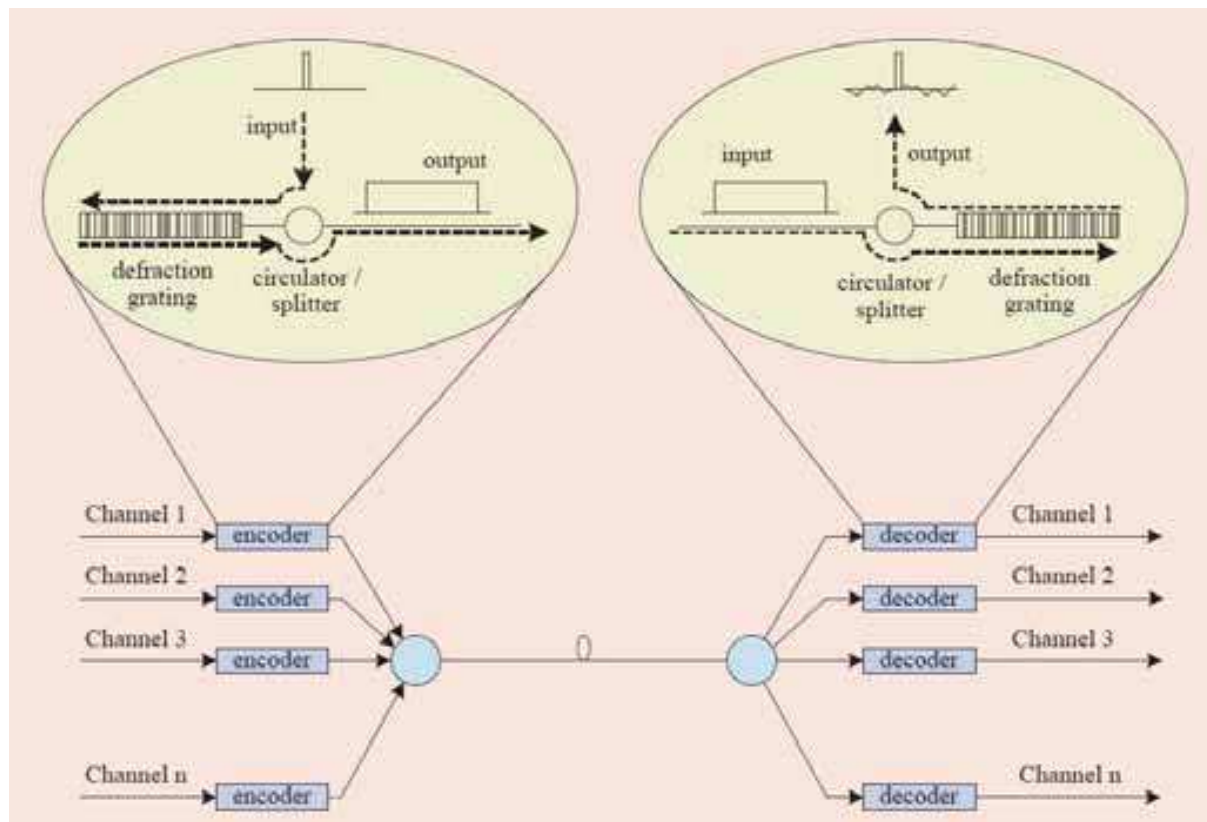 input
output
defraction
grating
circulator /
splitter
input
output
circulator /
splitter
defraction
grating
Channel 1
encoder
decoder
Channel 1
Channel 2
encoder
decoder
Channel 2
Channel 3
encoder
decoder
Channel 3
Channel n
encoder
decoder
Channel n